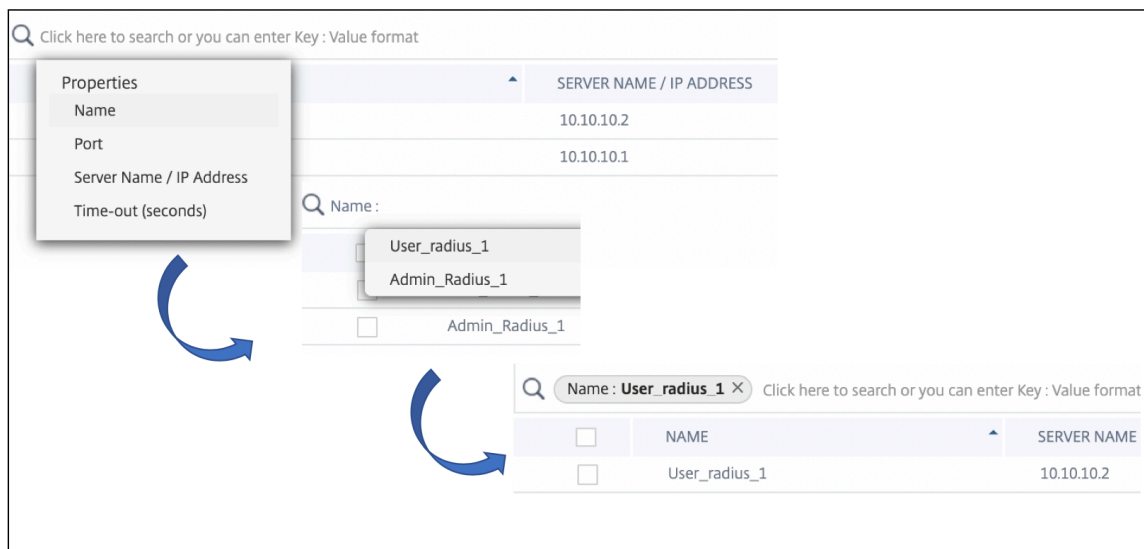 Click here to search or you can enter Key : Value format
Properties
Name
Port
Server Name / IP Address
Time-out (seconds)
SERVER NAME / IP ADDRESS
10.10.10.2
10.10.10.1
Name :
User_radius_1
Admin_Radius_1
Admin_Radius_1
Name : User_radius_1 × Click here to search or you can enter Key : Value format
NAME SERVER NAME
User_radius_1 10.10.10.2